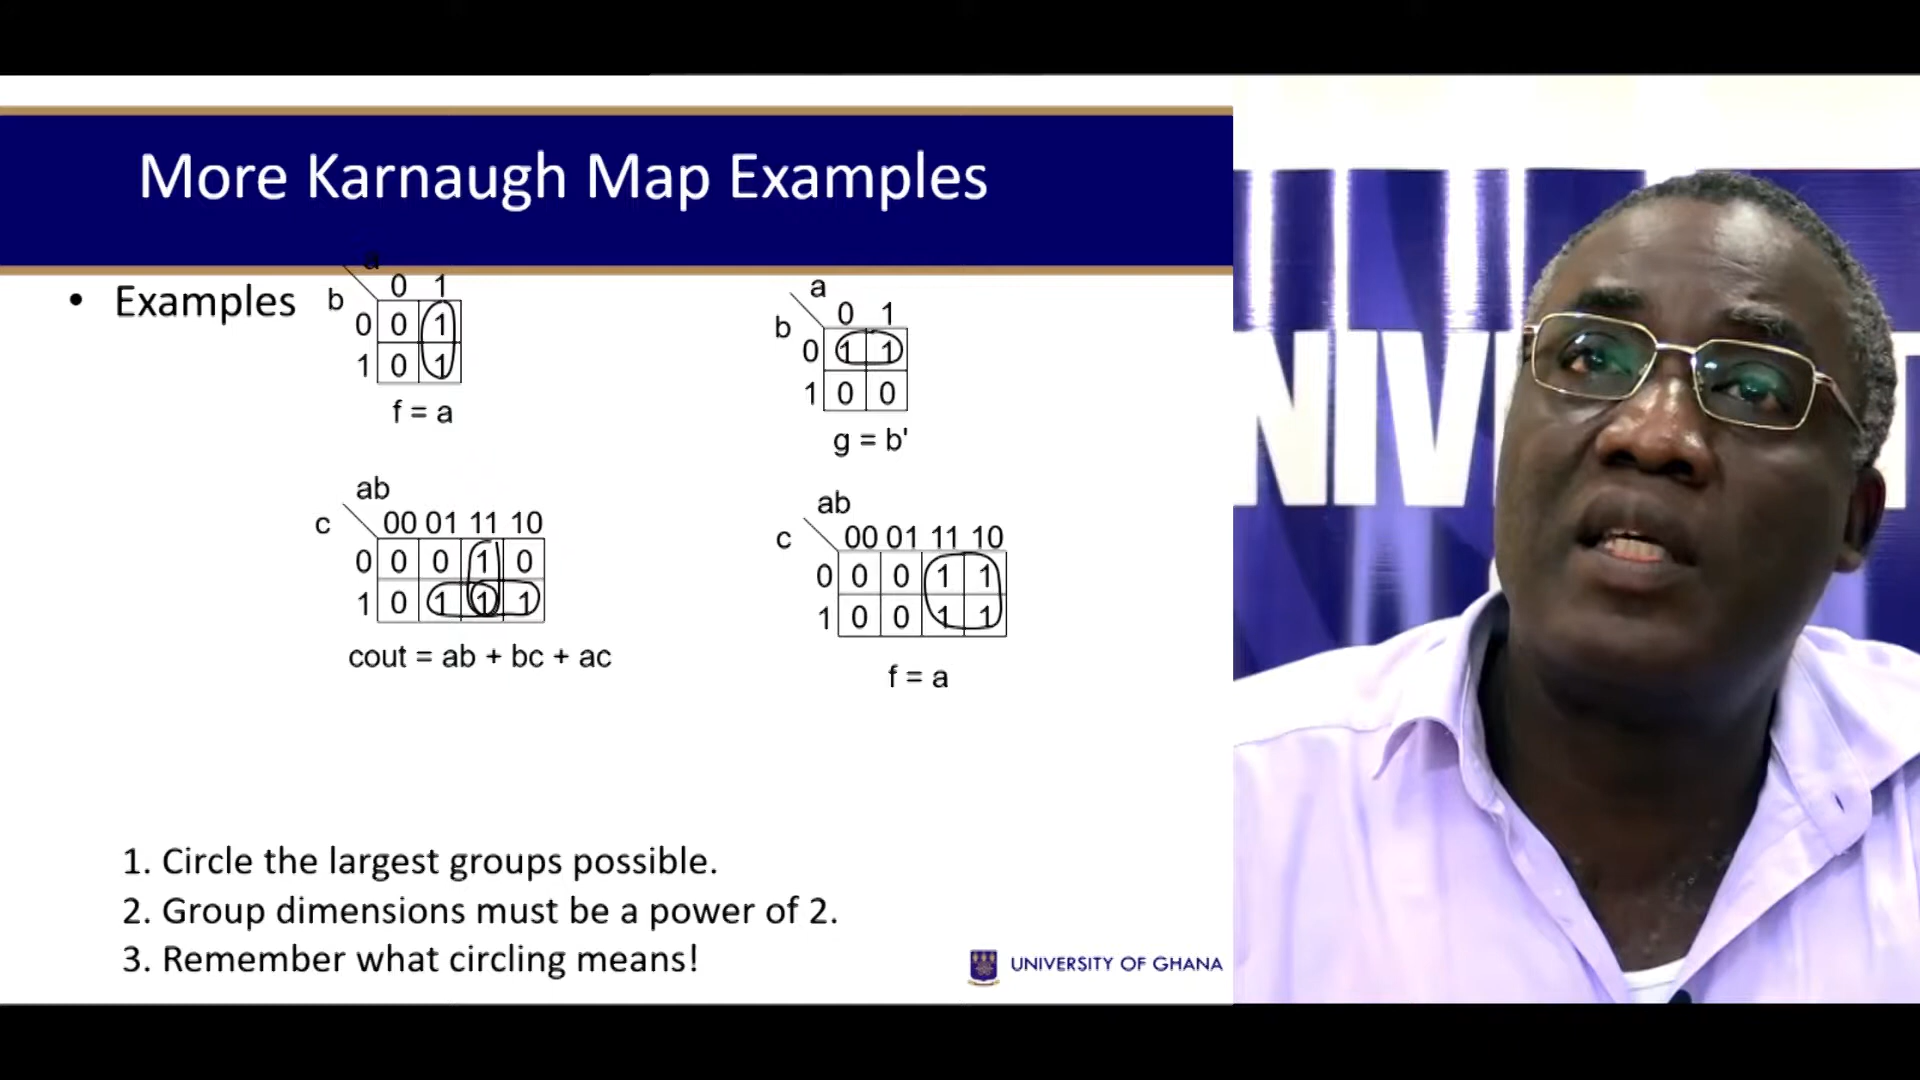 More Karnaugh Map Examples
• Examples
a
b
0 1
0 0 1
1 0 1
f = a
a
b
0 1
0 1 1
1 0 0
g = b'
ab
c
00 01 11 10
0 0 0 1 0
1 0 1 1 1
cout = ab + bc + ac
ab
c
00 01 11 10
0 0 0 1 1
1 0 0 1 1
f = a
1. Circle the largest groups possible.
2. Group dimensions must be a power of 2.
3. Remember what circling means!
UNIVERSITY OF GHANA
NIV